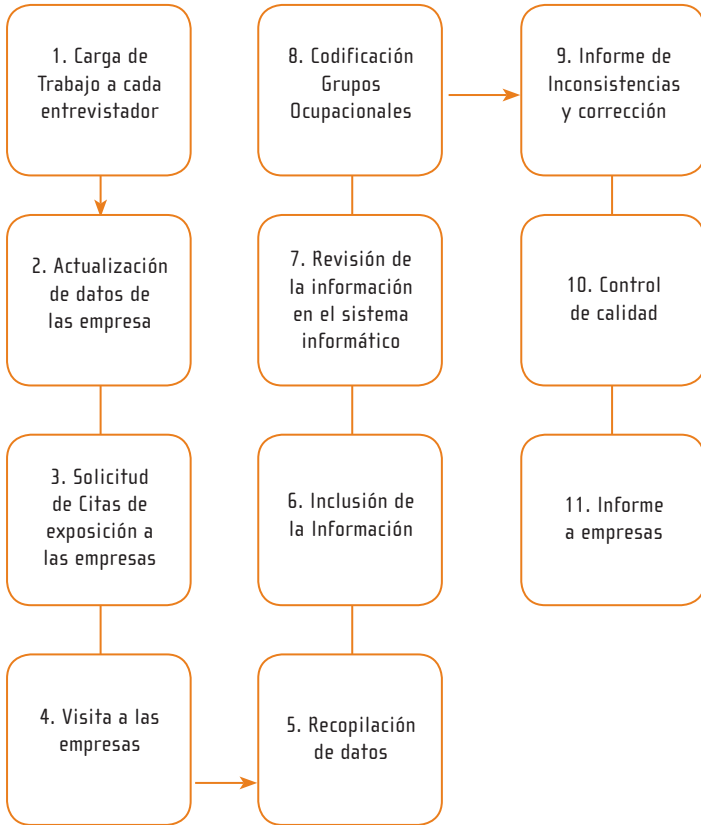 1. Carga de
Trabajo a cada
entrevistador
2. Actualización
de datos de
las empresa
3. Solicitud
de Citas de
exposición a
las empresas
4. Visita a las
empresas
5. Recopilación
de datos
6. Inclusión de
la Información
7. Revisión de
la información
en el sistema
informático
8. Codificación
Grupos
Ocupacionales
9. Informe de
Inconsistencias
y corrección
10. Control
de calidad
11. Informe
a empresas